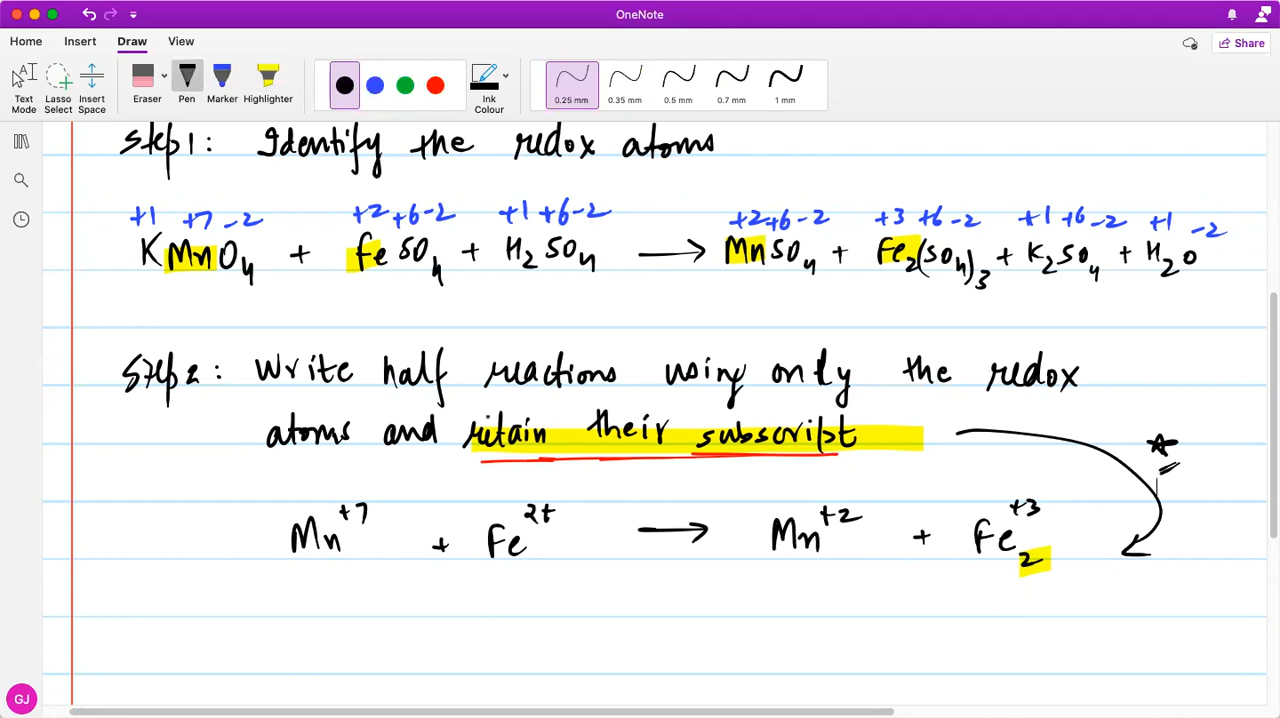 OneNote
Home Insert Draw View Share
Text Mode Lasso Select Insert Space Eraser Pen Marker Highlighter Ink Colour 0.25 mm 0.35 mm 0.5 mm 0.7 mm 1 mm
Step1: Identify the redox atoms
+1 +7 -2 +2 +6 -2 +1 +6 -2 +2 +6 -2 +3 +6 -2 +1 +6 -2 +1 -2
KMnO4 + FeSO4 + H2SO4 → MnSO4 + Fe2(SO4)3 + K2SO4 + H2O
Step2: Write half reactions using only the redox
atoms and retain their subscript
Mn+7 + Fe2+ → Mn+2 + Fe2+3
GJ